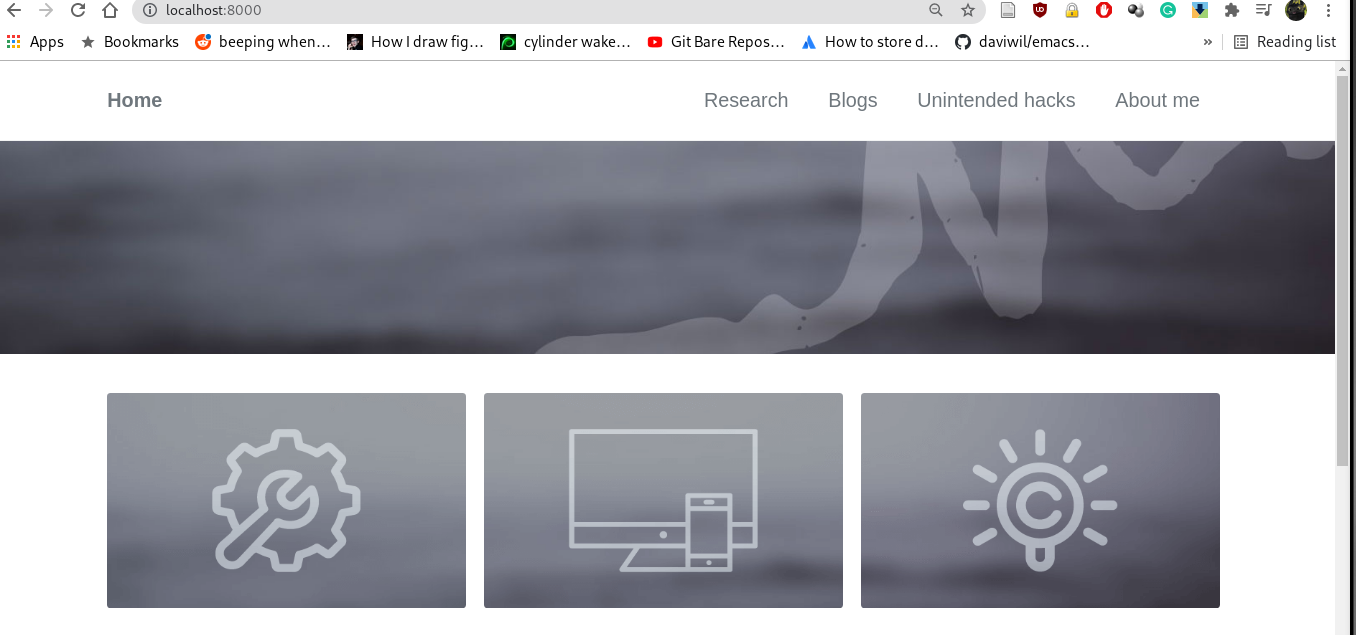 localhost:8000
Apps Bookmarks beeping when… How I draw fig… cylinder wake… Git Bare Repos… How to store d… daviwil/emacs… » Reading list
Home Research Blogs Unintended hacks About me
C